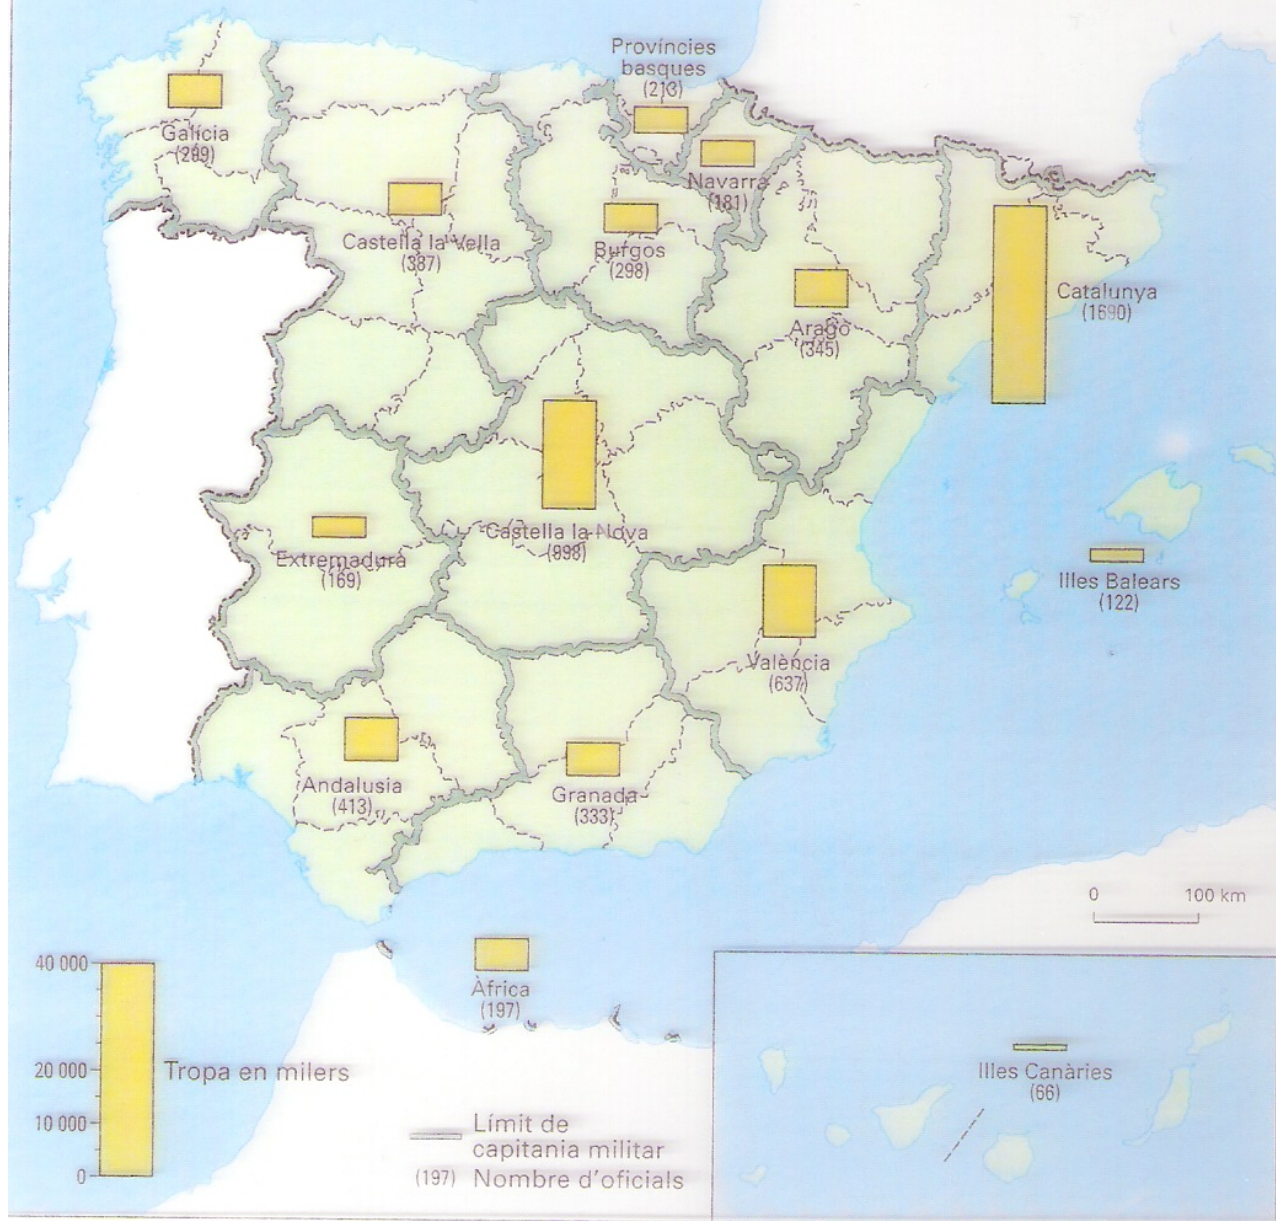 Províncies
basques
(213)
Galícia
(299)
Navarra
(181)
Castella la Vella
(387)
Burgos
(298)
Catalunya
(1690)
Aragó
(345)
Castella la Nova
(898)
Extremadura
(169)
Illes Balears
(122)
València
(637)
Andalusia
(413)
Granada
(333)
0 100 km
Àfrica
(197)
40 000
20 000
10 000
0
Tropa en milers
Límit de
capitania militar
(197) Nombre d'oficials
Illes Canàries
(66)